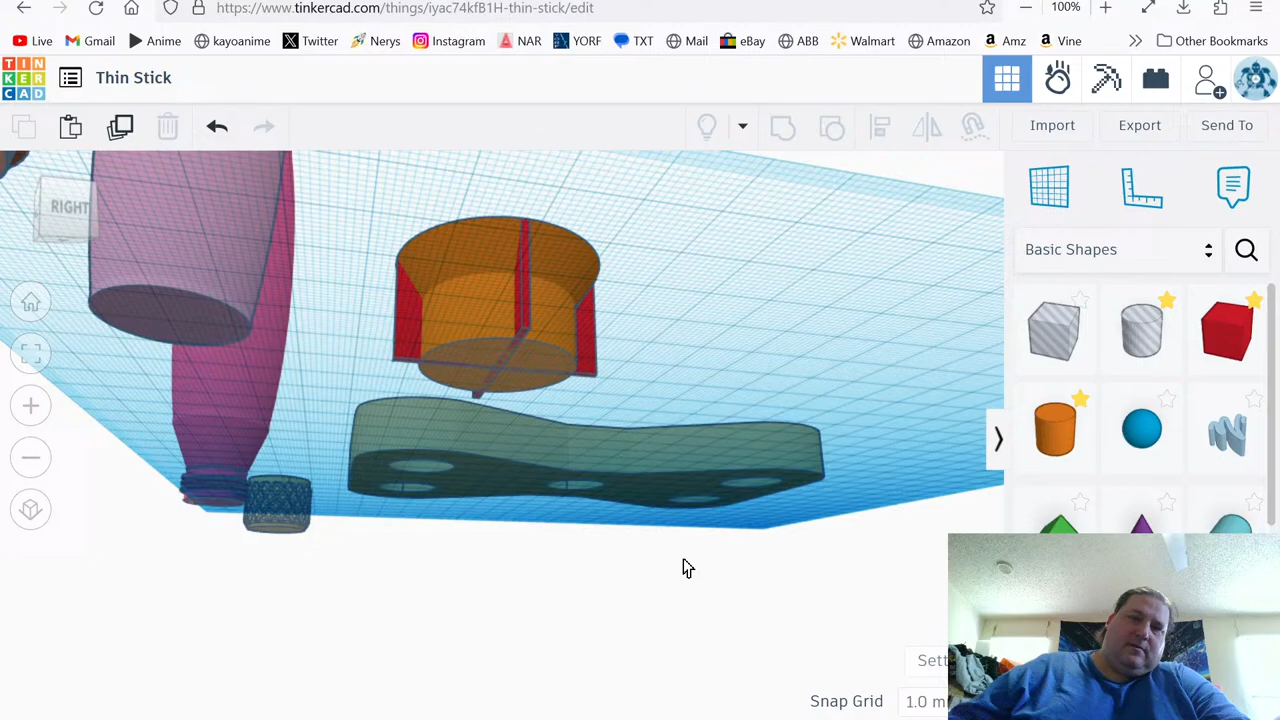 https://www.tinkercad.com/things/iyac74kfB1H-thin-stick/edit
100%
Live
Gmail
Anime
kayoanime
Twitter
Nerys
Instagram
NAR
YORF
TXT
Mail
eBay
ABB
Walmart
Amazon
Amz
Vine
Other Bookmarks
TIN
KER
CAD
Thin Stick
Import
Export
Send To
RIGHT
Basic Shapes
Sett
Snap Grid
1.0 m